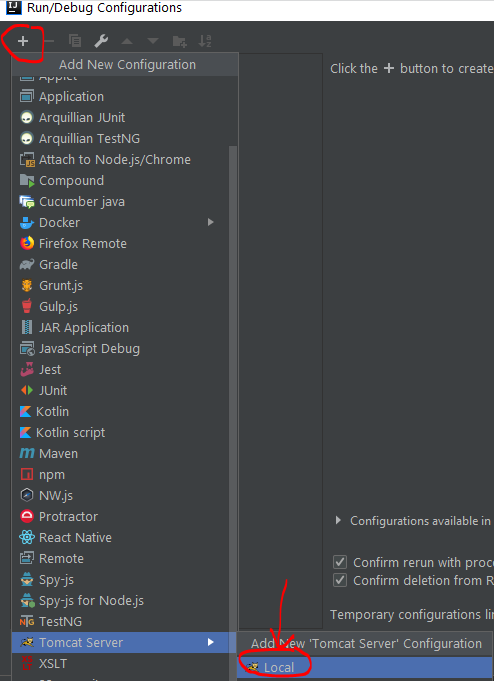 Run/Debug Configurations
Add New Configuration
Click the + button to create
Applet
Application
Arquillian JUnit
Arquillian TestNG
Attach to Node.js/Chrome
Compound
Cucumber java
Docker
Firefox Remote
Gradle
Grunt.js
Gulp.js
JAR Application
JavaScript Debug
Jest
JUnit
Kotlin
Kotlin script
Maven
npm
NW.js
Protractor
React Native
Remote
Spy-js
Spy-js for Node.js
TestNG
Tomcat Server
XSLT
Configurations available in
Confirm rerun with proc
Confirm deletion from R
Temporary configurations li
Add New 'Tomcat Server' Configuration
Local